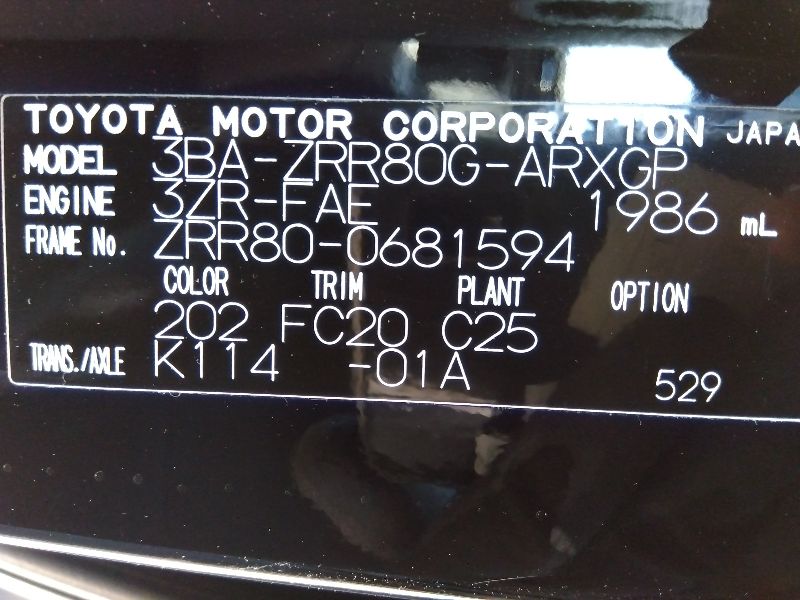 TOYOTA MOTOR CORPORATION JAPA
MODEL 3BA-ZRR80G-ARXGP
ENGINE 3ZR-FAE 1986 mL
FRAME No. ZRR80-0681594
COLOR TRIM PLANT OPTION
202 FC20 C25
TRANS./AXLE K114 -01A 529